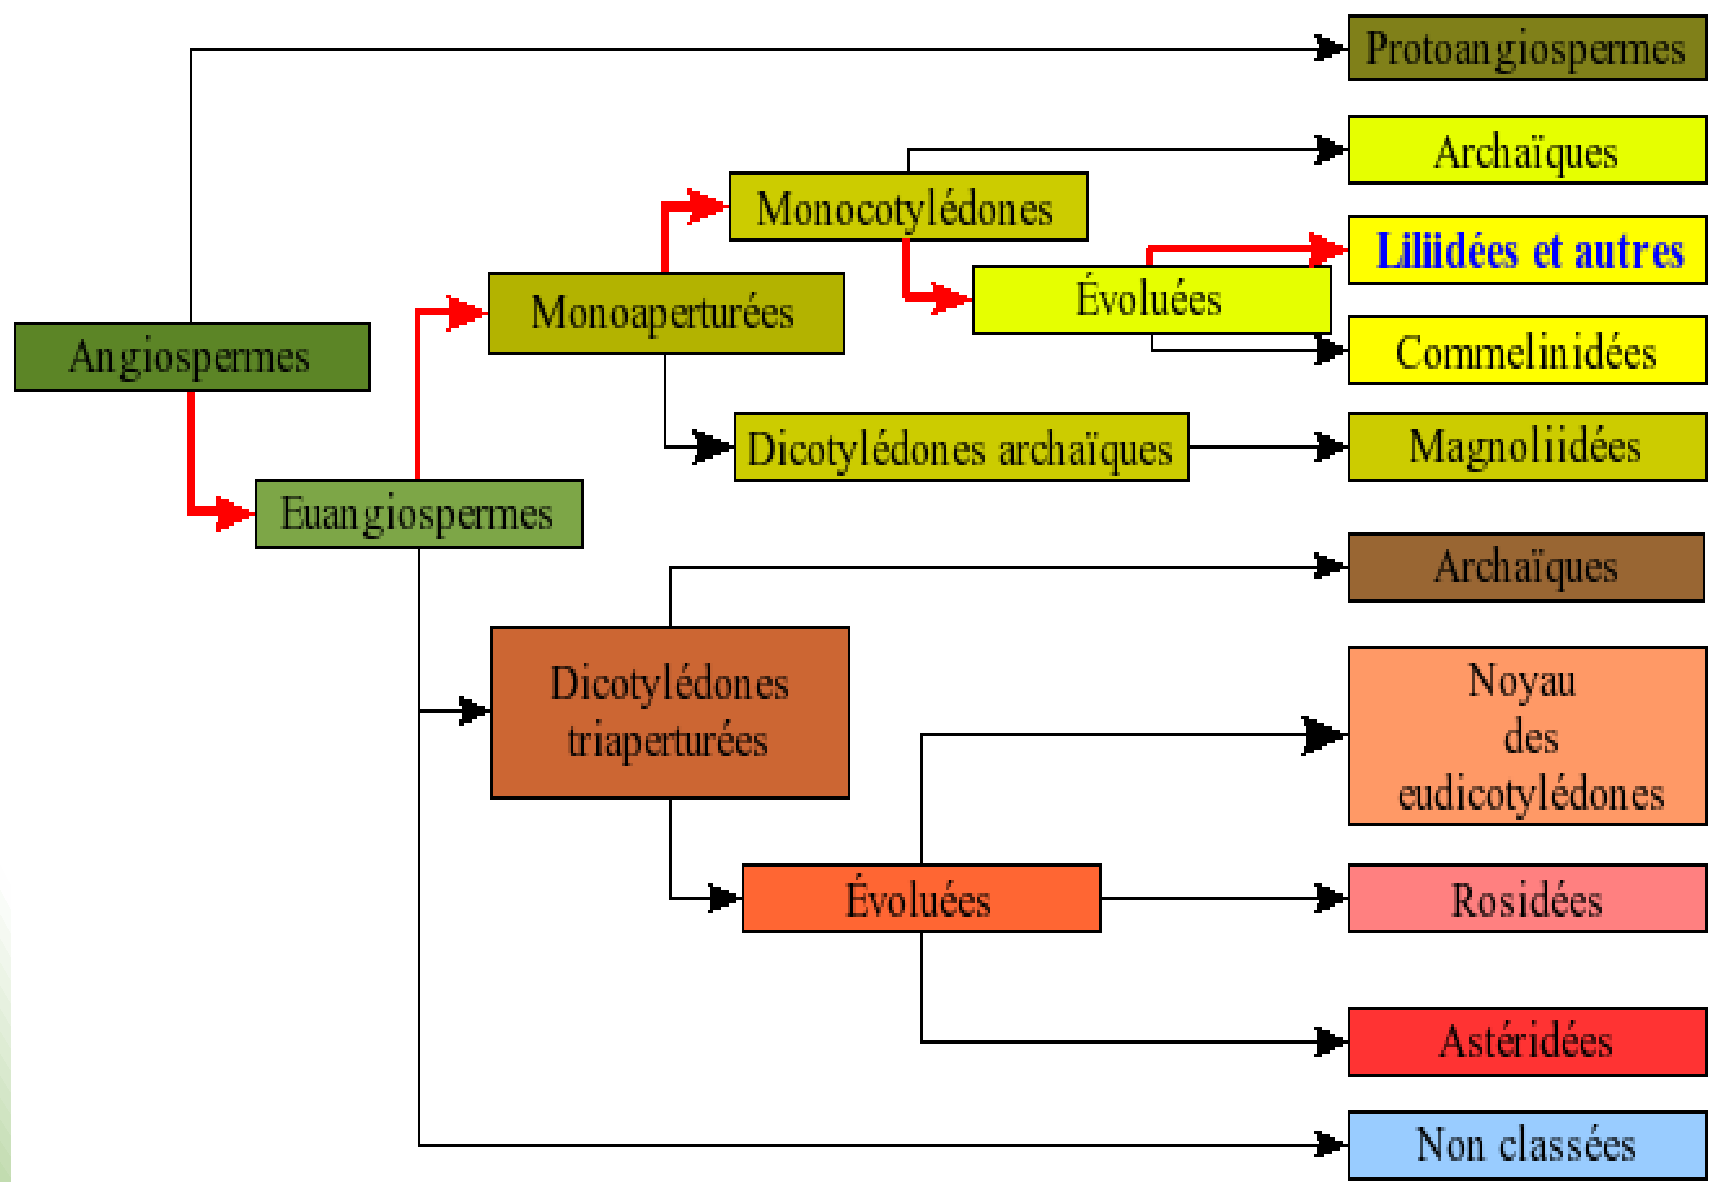 Protoangiospermes
Archaïques
Monocotylédones
Liliidées et autres
Évoluées
Monoaperturées
Angiospermes
Commelinidées
Dicotylédones archaïques
Magnoliidées
Euangiospermes
Archaïques
Dicotylédones
triaperturées
Noyau
des
eudicotylédones
Évoluées
Rosidées
Astéridées
Non classées